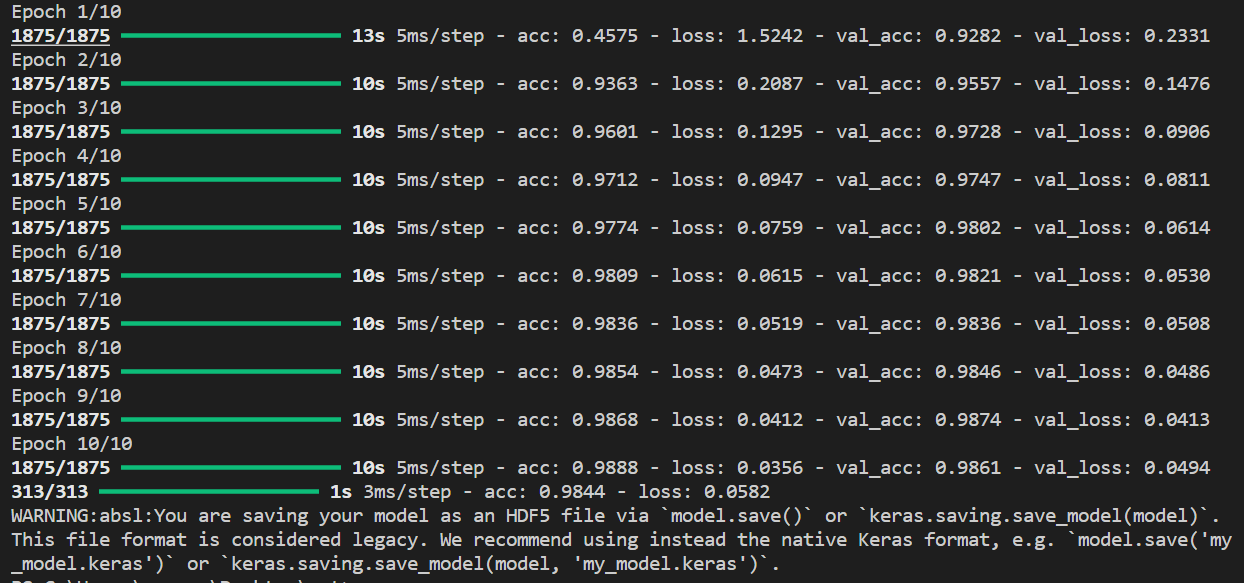 Epoch 1/10
1875/1875 13s 5ms/step - acc: 0.4575 - loss: 1.5242 - val_acc: 0.9282 - val_loss: 0.2331
Epoch 2/10
1875/1875 10s 5ms/step - acc: 0.9363 - loss: 0.2087 - val_acc: 0.9557 - val_loss: 0.1476
Epoch 3/10
1875/1875 10s 5ms/step - acc: 0.9601 - loss: 0.1295 - val_acc: 0.9728 - val_loss: 0.0906
Epoch 4/10
1875/1875 10s 5ms/step - acc: 0.9712 - loss: 0.0947 - val_acc: 0.9747 - val_loss: 0.0811
Epoch 5/10
1875/1875 10s 5ms/step - acc: 0.9774 - loss: 0.0759 - val_acc: 0.9802 - val_loss: 0.0614
Epoch 6/10
1875/1875 10s 5ms/step - acc: 0.9809 - loss: 0.0615 - val_acc: 0.9821 - val_loss: 0.0530
Epoch 7/10
1875/1875 10s 5ms/step - acc: 0.9836 - loss: 0.0519 - val_acc: 0.9836 - val_loss: 0.0508
Epoch 8/10
1875/1875 10s 5ms/step - acc: 0.9854 - loss: 0.0473 - val_acc: 0.9846 - val_loss: 0.0486
Epoch 9/10
1875/1875 10s 5ms/step - acc: 0.9868 - loss: 0.0412 - val_acc: 0.9874 - val_loss: 0.0413
Epoch 10/10
1875/1875 10s 5ms/step - acc: 0.9888 - loss: 0.0356 - val_acc: 0.9861 - val_loss: 0.0494
313/313 1s 3ms/step - acc: 0.9844 - loss: 0.0582
WARNING:absl:You are saving your model as an HDF5 file via `model.save()` or `keras.saving.save_model(model)`.
This file format is considered legacy. We recommend using instead the native Keras format, e.g. `model.save('my
_model.keras')` or `keras.saving.save_model(model, 'my_model.keras')`.